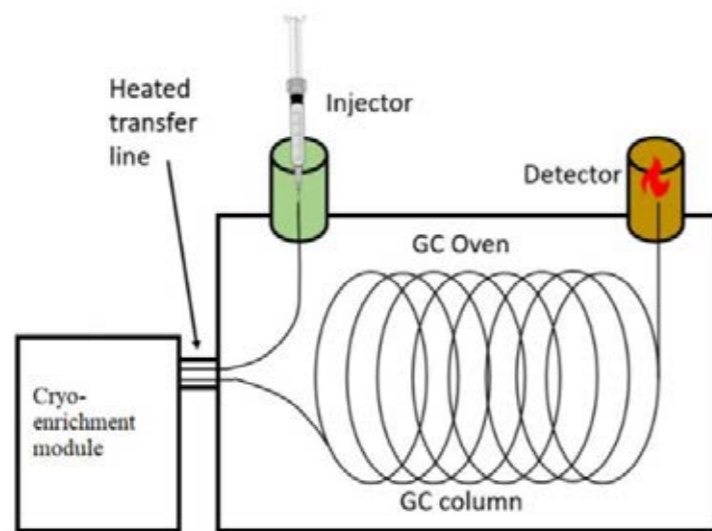 Heated
transfer
line
Injector
Detector
GC Oven
Cryo-
enrichment
module
GC column